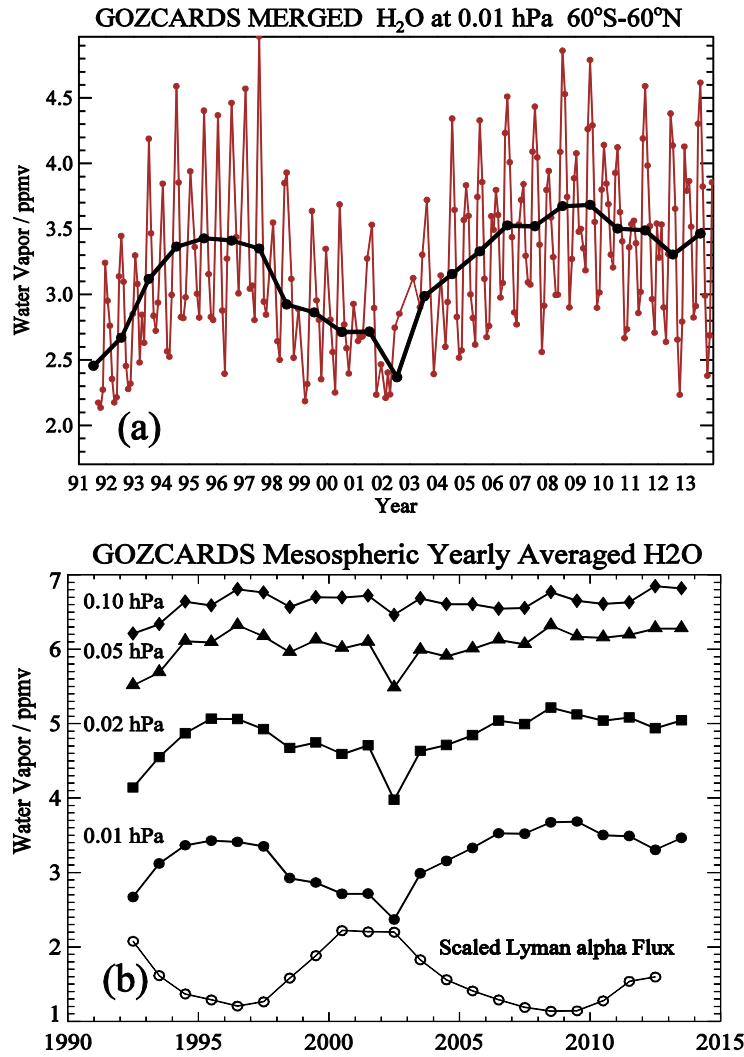 GOZCARDS MERGED H₂O at 0.01 hPa 60°S-60°N
Water Vapor / ppmv
4.5
4.0
3.5
3.0
2.5
2.0
(a)
91 92 93 94 95 96 97 98 99 00 01 02 03 04 05 06 07 08 09 10 11 12 13
Year
GOZCARDS Mesospheric Yearly Averaged H2O
Water Vapor / ppmv
7
0.10 hPa
6
0.05 hPa
5
0.02 hPa
4
0.01 hPa
3
2
Scaled Lyman alpha Flux
(b)
1
1990 1995 2000 2005 2010 2015